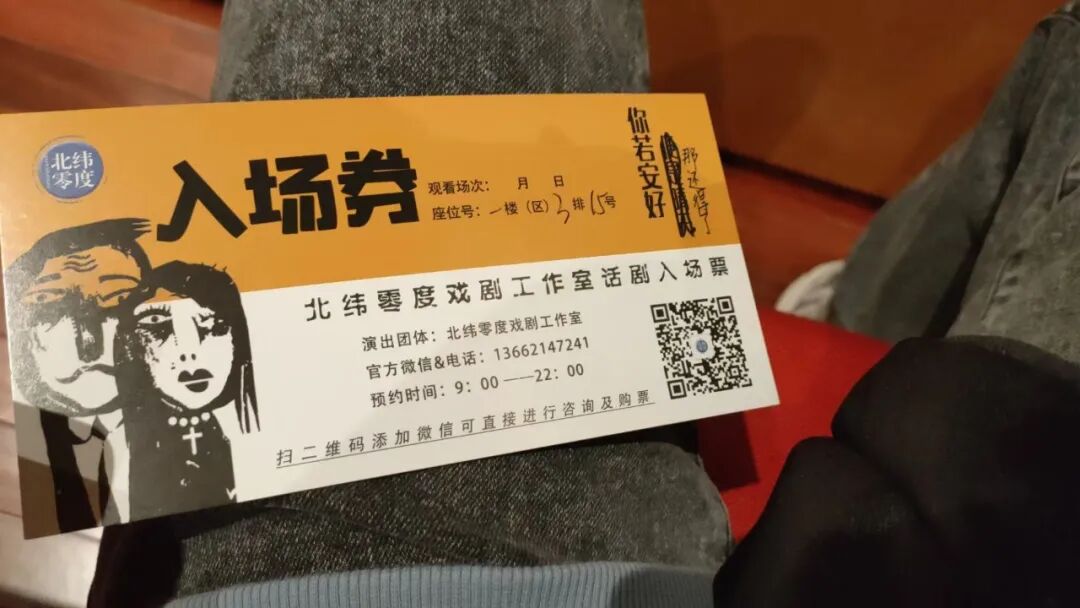 北纬
零度
入场券
观看场次： 月 日
座位号：一楼（区）3排15号
你若安好
那还得了
北纬零度戏剧工作室话剧入场票
演出团体：北纬零度戏剧工作室
官方微信&电话：13662147241
预约时间：9：00——22：00
扫二维码添加微信可直接进行咨询及购票